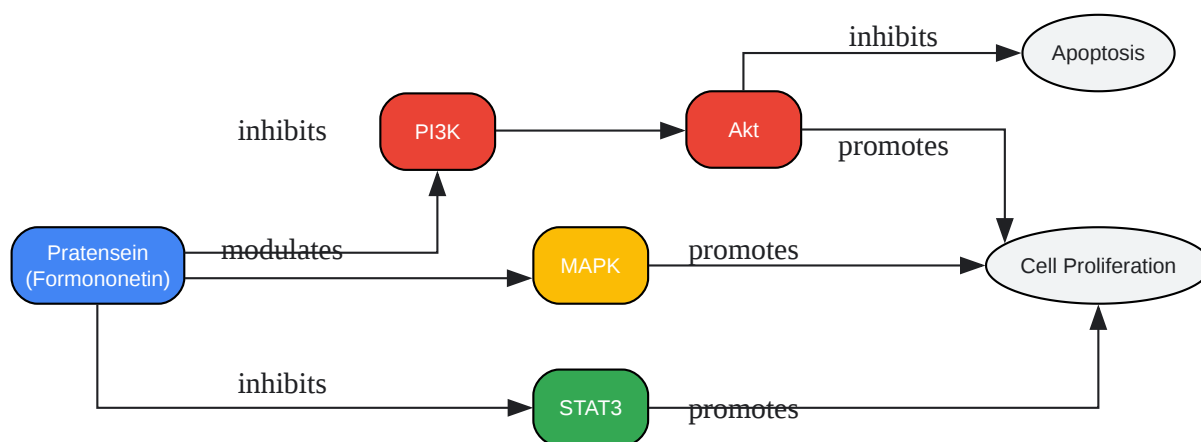 inhibits
Apoptosis
inhibits
PI3K
Akt
promotes
Pratensein
(Formononetin)
modulates
MAPK
promotes
Cell Proliferation
inhibits
STAT3
promotes